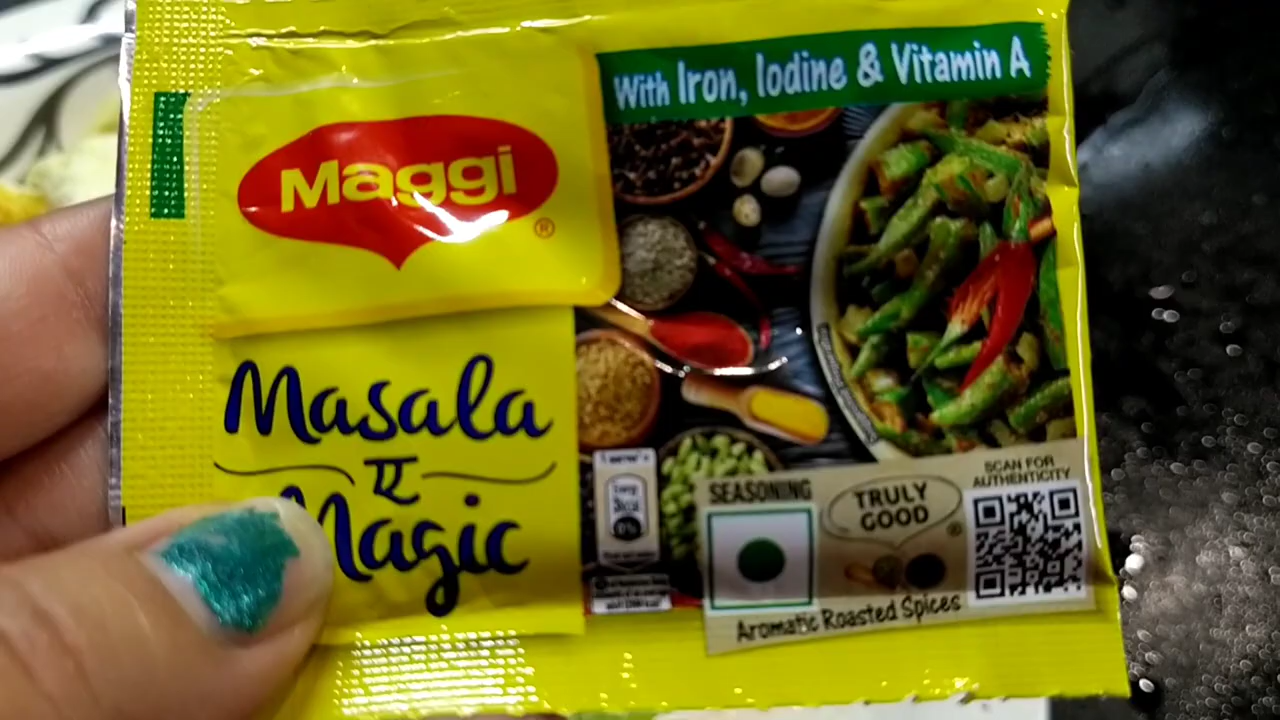 With Iron, Iodine & Vitamin A
Maggi
®
Masala
ए
Magic
SEASONING
TRULY
GOOD
®
SCAN FOR
AUTHENTICITY
Aromatic Roasted Spices